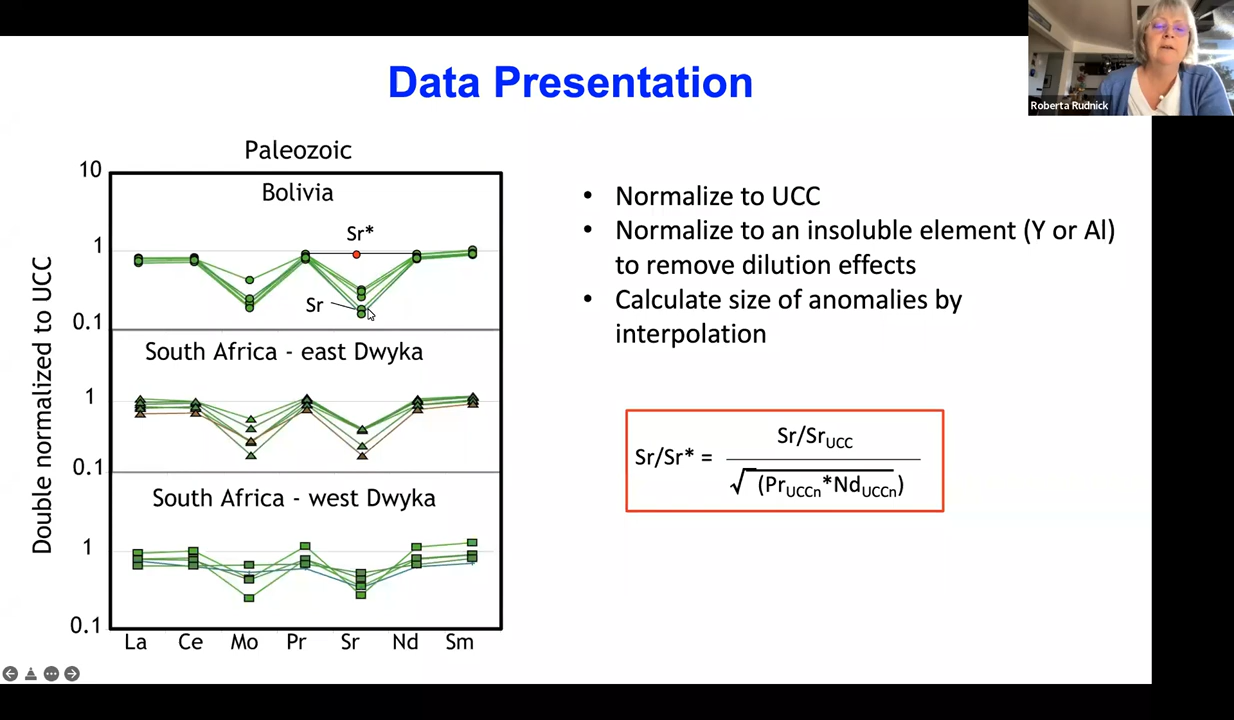 Data Presentation
Roberta Rudnick
Paleozoic
10
Bolivia
Sr*
1
Sr
0.1
South Africa - east Dwyka
1
0.1
South Africa - west Dwyka
1
0.1
Double normalized to UCC
La Ce Mo Pr Sr Nd Sm
• Normalize to UCC
• Normalize to an insoluble element (Y or Al)
to remove dilution effects
• Calculate size of anomalies by
interpolation
Sr/SrUCC
Sr/Sr* =
√ (PrUCCn*NdUCCn)